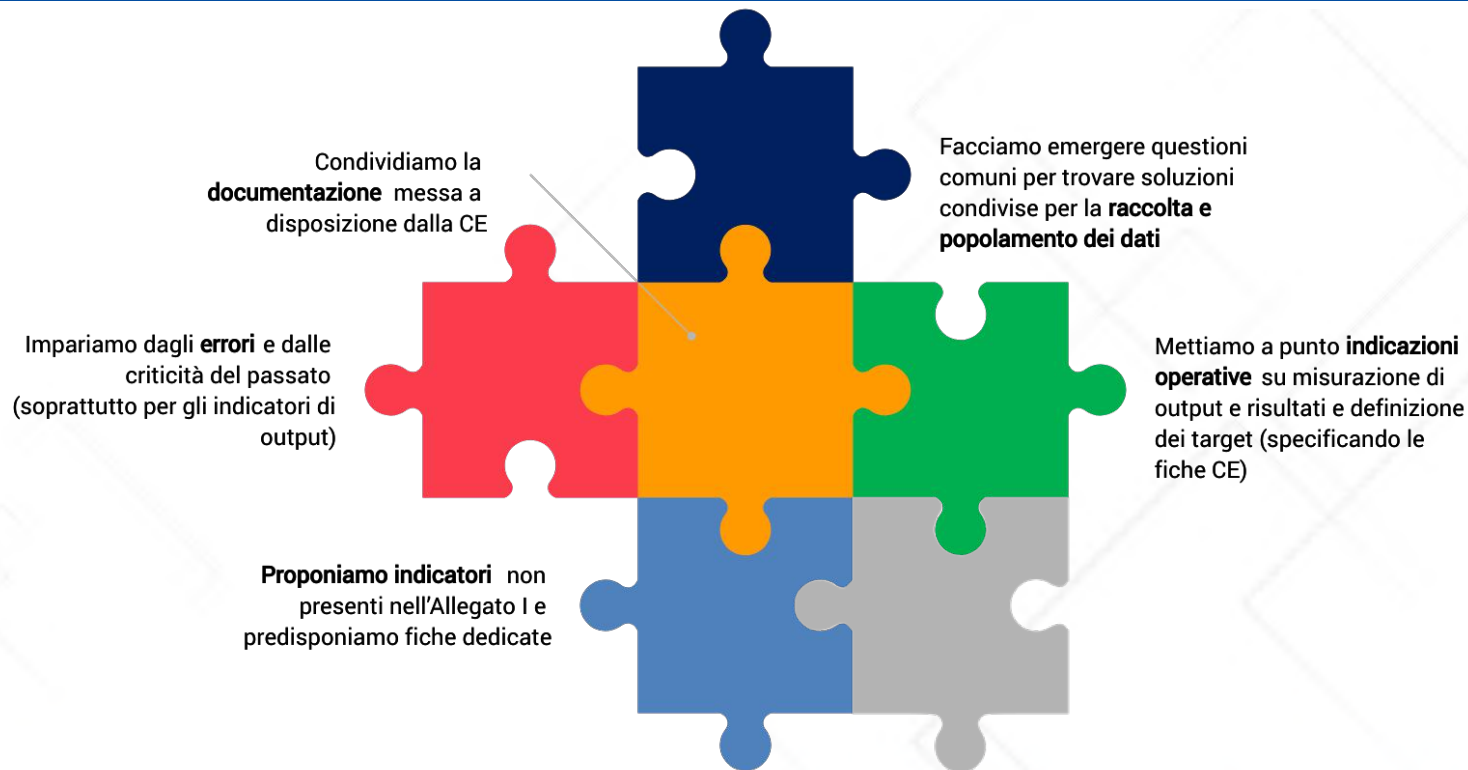 Condividiamo la
documentazione messa a
disposizione dalla CE
Facciamo emergere questioni
comuni per trovare soluzioni
condivise per la raccolta e
popolamento dei dati
Impariamo dagli errori e dalle
criticità del passato
(soprattutto per gli indicatori di
output)
Mettiamo a punto indicazioni
operative su misurazione di
output e risultati e definizione
dei target (specificando le
fiche CE)
Proponiamo indicatori non
presenti nell'Allegato I e
predisponiamo fiche dedicate